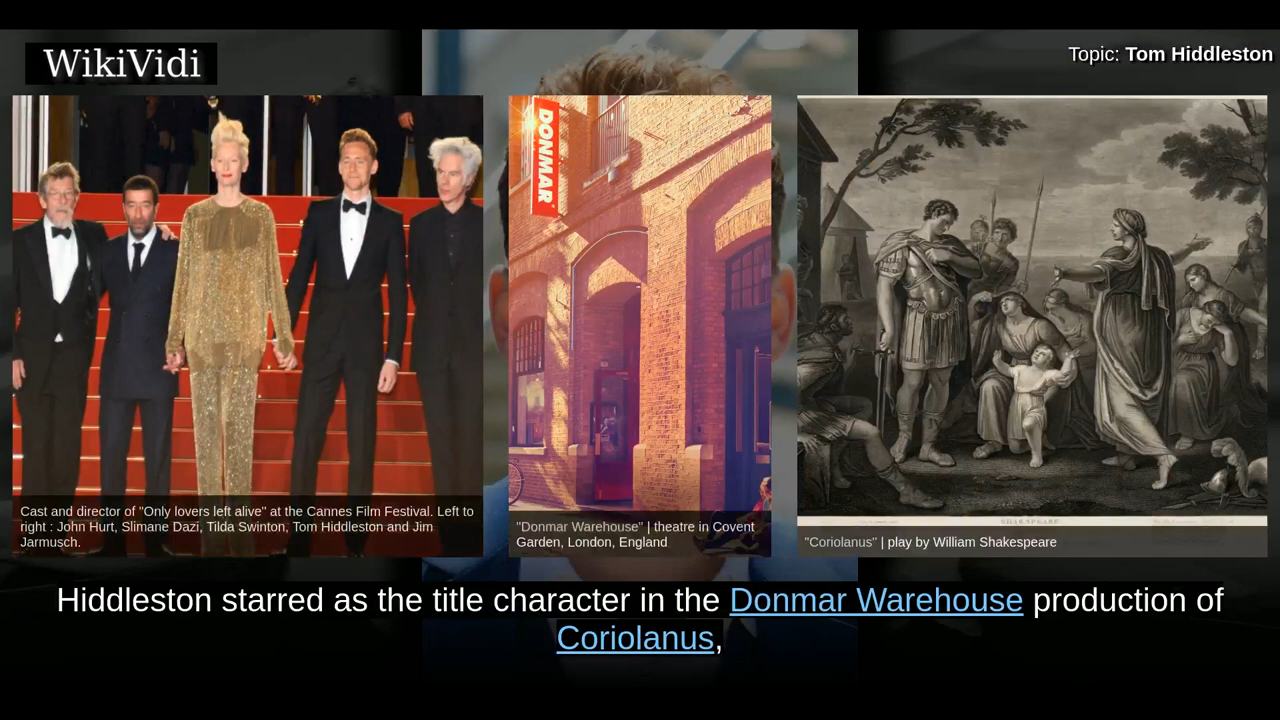 WikiVidi
Topic: Tom Hiddleston
DONMAR
Cast and director of "Only lovers left alive" at the Cannes Film Festival. Left to
right : John Hurt, Slimane Dazi, Tilda Swinton, Tom Hiddleston and Jim
Jarmusch.
"Donmar Warehouse" | theatre in Covent
Garden, London, England
SHAKSPEARE
"Coriolanus" | play by William Shakespeare
Hiddleston starred as the title character in the Donmar Warehouse production of
Coriolanus,